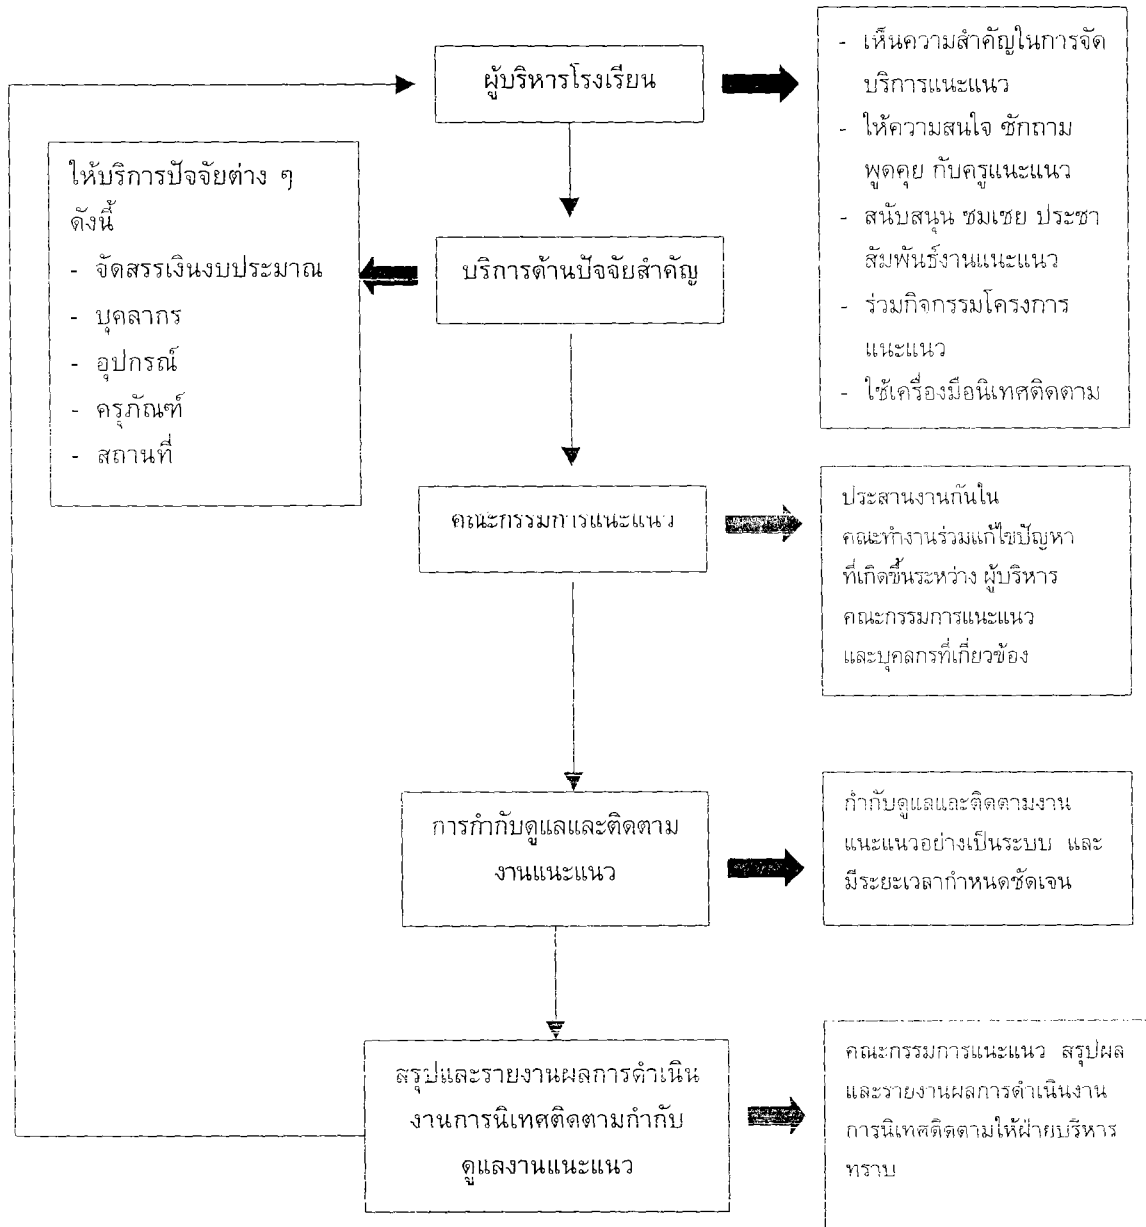 ผู้บริหารโรงเรียน
- เห็นความสำคัญในการจัด
บริการแนะแนว
- ให้ความสนใจ ซักถาม
พูดคุย กับครูแนะแนว
- สนับสนุน ชมเชย ประชา
สัมพันธ์งานแนะแนว
- ร่วมกิจกรรมโครงการ
แนะแนว
- ใช้เครื่องมือนิเทศติดตาม
บริการด้านปัจจัยสำคัญ
ให้บริการปัจจัยต่าง ๆ
ดังนี้
- จัดสรรเงินงบประมาณ
- บุคลากร
- อุปกรณ์
- ครุภัณฑ์
- สถานที่
คณะกรรมการแนะแนว
ประสานงานกันใน
คณะทำงานร่วมแก้ไขปัญหา
ที่เกิดขึ้นระหว่าง ผู้บริหาร
คณะกรรมการแนะแนว
และบุคลกรที่เกี่ยวข้อง
การกำกับดูแลและติดตาม
งานแนะแนว
กำกับดูแลและติดตามงาน
แนะแนวอย่างเป็นระบบ และ
มีระยะเวลากำหนดชัดเจน
สรุปและรายงานผลการดำเนิน
งานการนิเทศติดตามกำกับ
ดูแลงานแนะแนว
คณะกรรมการแนะแนว สรุปผล
และรายงานผลการดำเนินงาน
การนิเทศติดตามให้ฝ่ายบริหาร
ทราบ